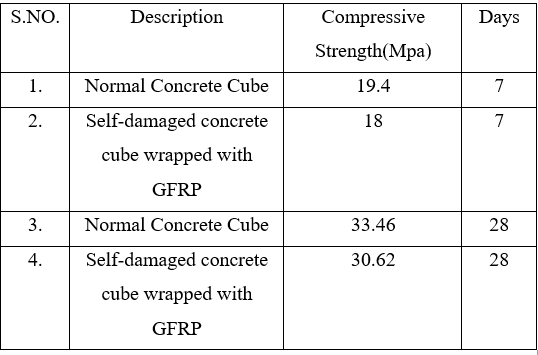 S.NO. Description Compressive Days
Strength(Mpa)
1. Normal Concrete Cube 19.4 7
2. Self-damaged concrete 18 7
cube wrapped with
GFRP
3. Normal Concrete Cube 33.46 28
4. Self-damaged concrete 30.62 28
cube wrapped with
GFRP